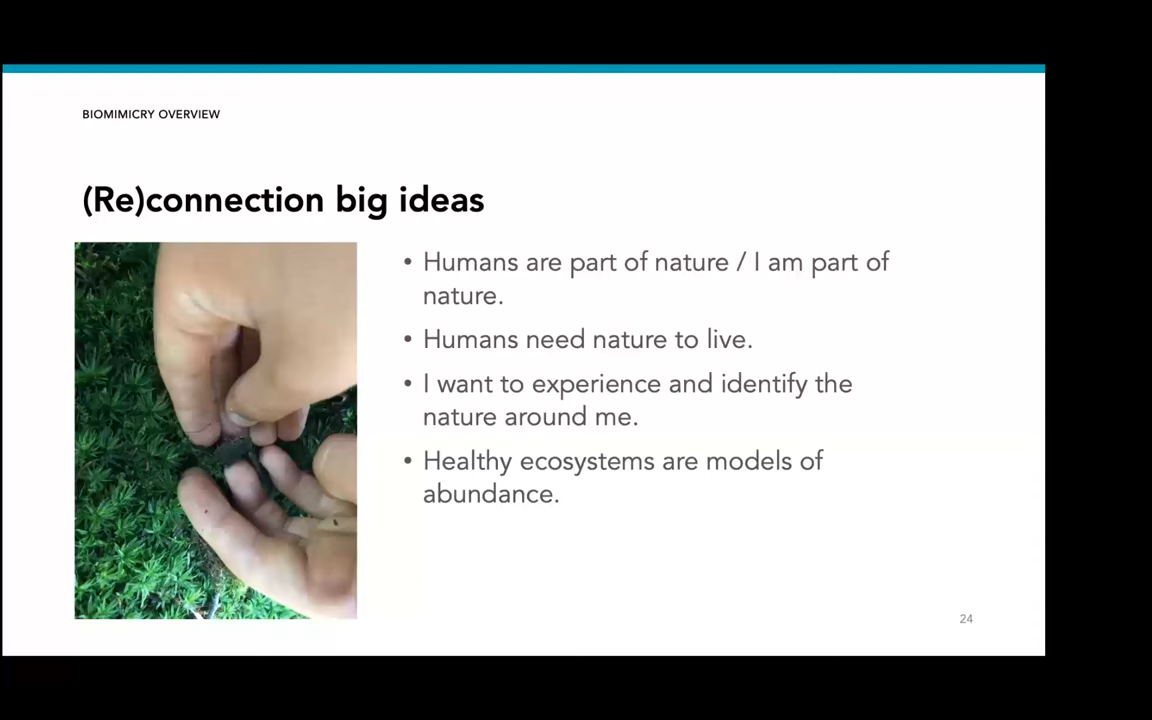 BIOMIMICRY OVERVIEW
(Re)connection big ideas
• Humans are part of nature / I am part of
nature.
• Humans need nature to live.
• I want to experience and identify the
nature around me.
• Healthy ecosystems are models of
abundance.
24